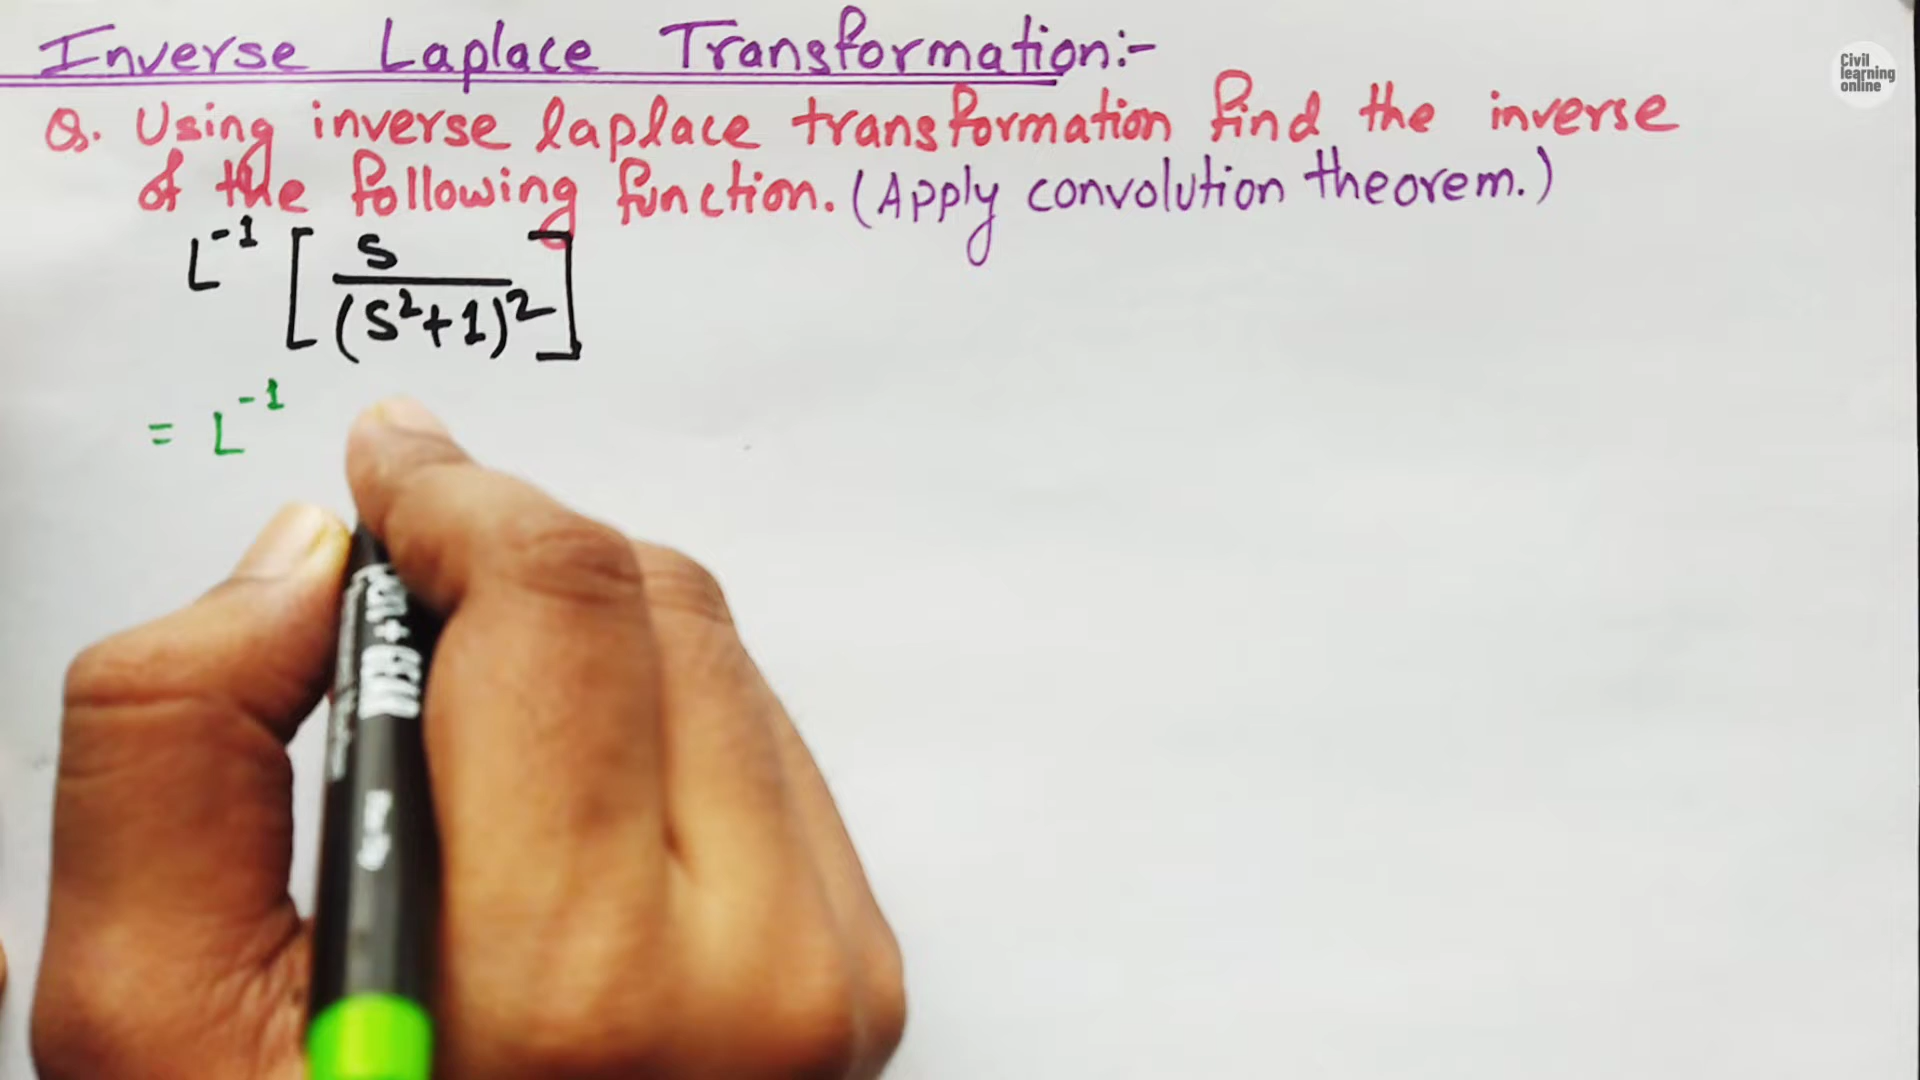 Inverse Laplace Transformation:-
Civil
learning
online
Q. Using inverse laplace transformation find the inverse
of the following function. (Apply convolution theorem.)
L⁻¹ [ s / (s²+1)² ]
= L⁻¹